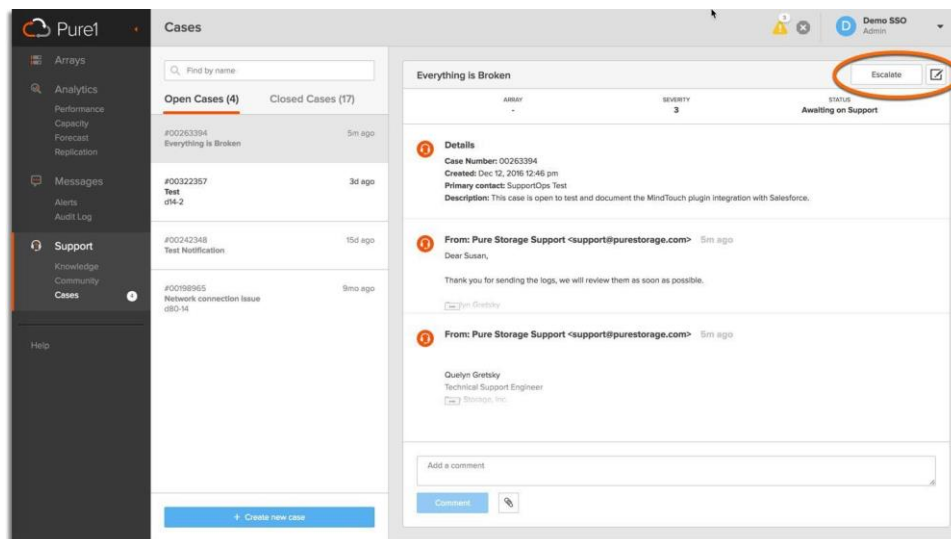 Pure1
Cases
3
D
Demo SSO
Admin
Arrays
Analytics
Performance
Capacity
Forecast
Replication
Messages
Alerts
Audit Log
Support
Knowledge
Community
Cases
4
Help
Find by name
Open Cases (4)
Closed Cases (17)
#00263394 5m ago
Everything is Broken
#00322357 3d ago
Test
d14-2
#00242348 15d ago
Test Notification
#00198965 9mo ago
Network connection issue
d80-14
+ Create new case
Everything is Broken
Escalate
ARRAY SEVERITY STATUS
- 3 Awaiting on Support
Details
Case Number: 00263394
Created: Dec 12, 2016 12:46 pm
Primary contact: SupportOps Test
Description: This case is open to test and document the MindTouch plugin integration with Salesforce.
From: Pure Storage Support <support@purestorage.com> 5m ago
Dear Susan,
Thank you for sending the logs, we will review them as soon as possible.
Gretsky
From: Pure Storage Support <support@purestorage.com> 5m ago
Quelyn Gretsky
Technical Support Engineer
Storage, Inc.
Add a comment
Comment